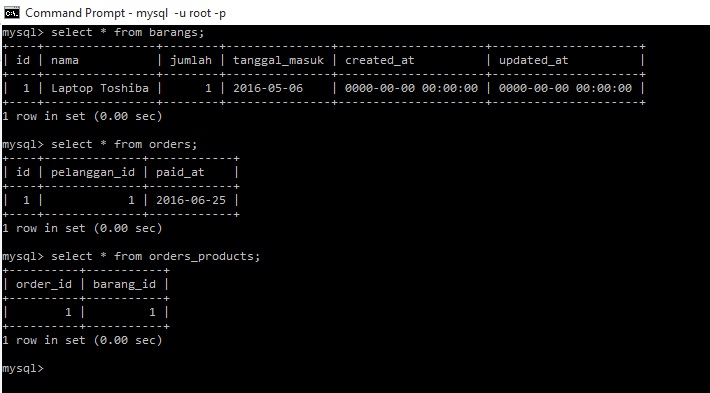 Command Prompt - mysql  -u root -p
mysql> select * from barangs;
+----+----------------+--------+---------------+---------------------+---------------------+
| id | nama           | jumlah | tanggal_masuk | created_at          | updated_at          |
+----+----------------+--------+---------------+---------------------+---------------------+
|  1 | Laptop Toshiba |      1 | 2016-05-06    | 0000-00-00 00:00:00 | 0000-00-00 00:00:00 |
+----+----------------+--------+---------------+---------------------+---------------------+
1 row in set (0.00 sec)
mysql> select * from orders;
+----+--------------+------------+
| id | pelanggan_id | paid_at    |
+----+--------------+------------+
|  1 |            1 | 2016-06-25 |
+----+--------------+------------+
1 row in set (0.00 sec)
mysql> select * from orders_products;
+----------+-----------+
| order_id | barang_id |
+----------+-----------+
|        1 |         1 |
+----------+-----------+
1 row in set (0.00 sec)
mysql>